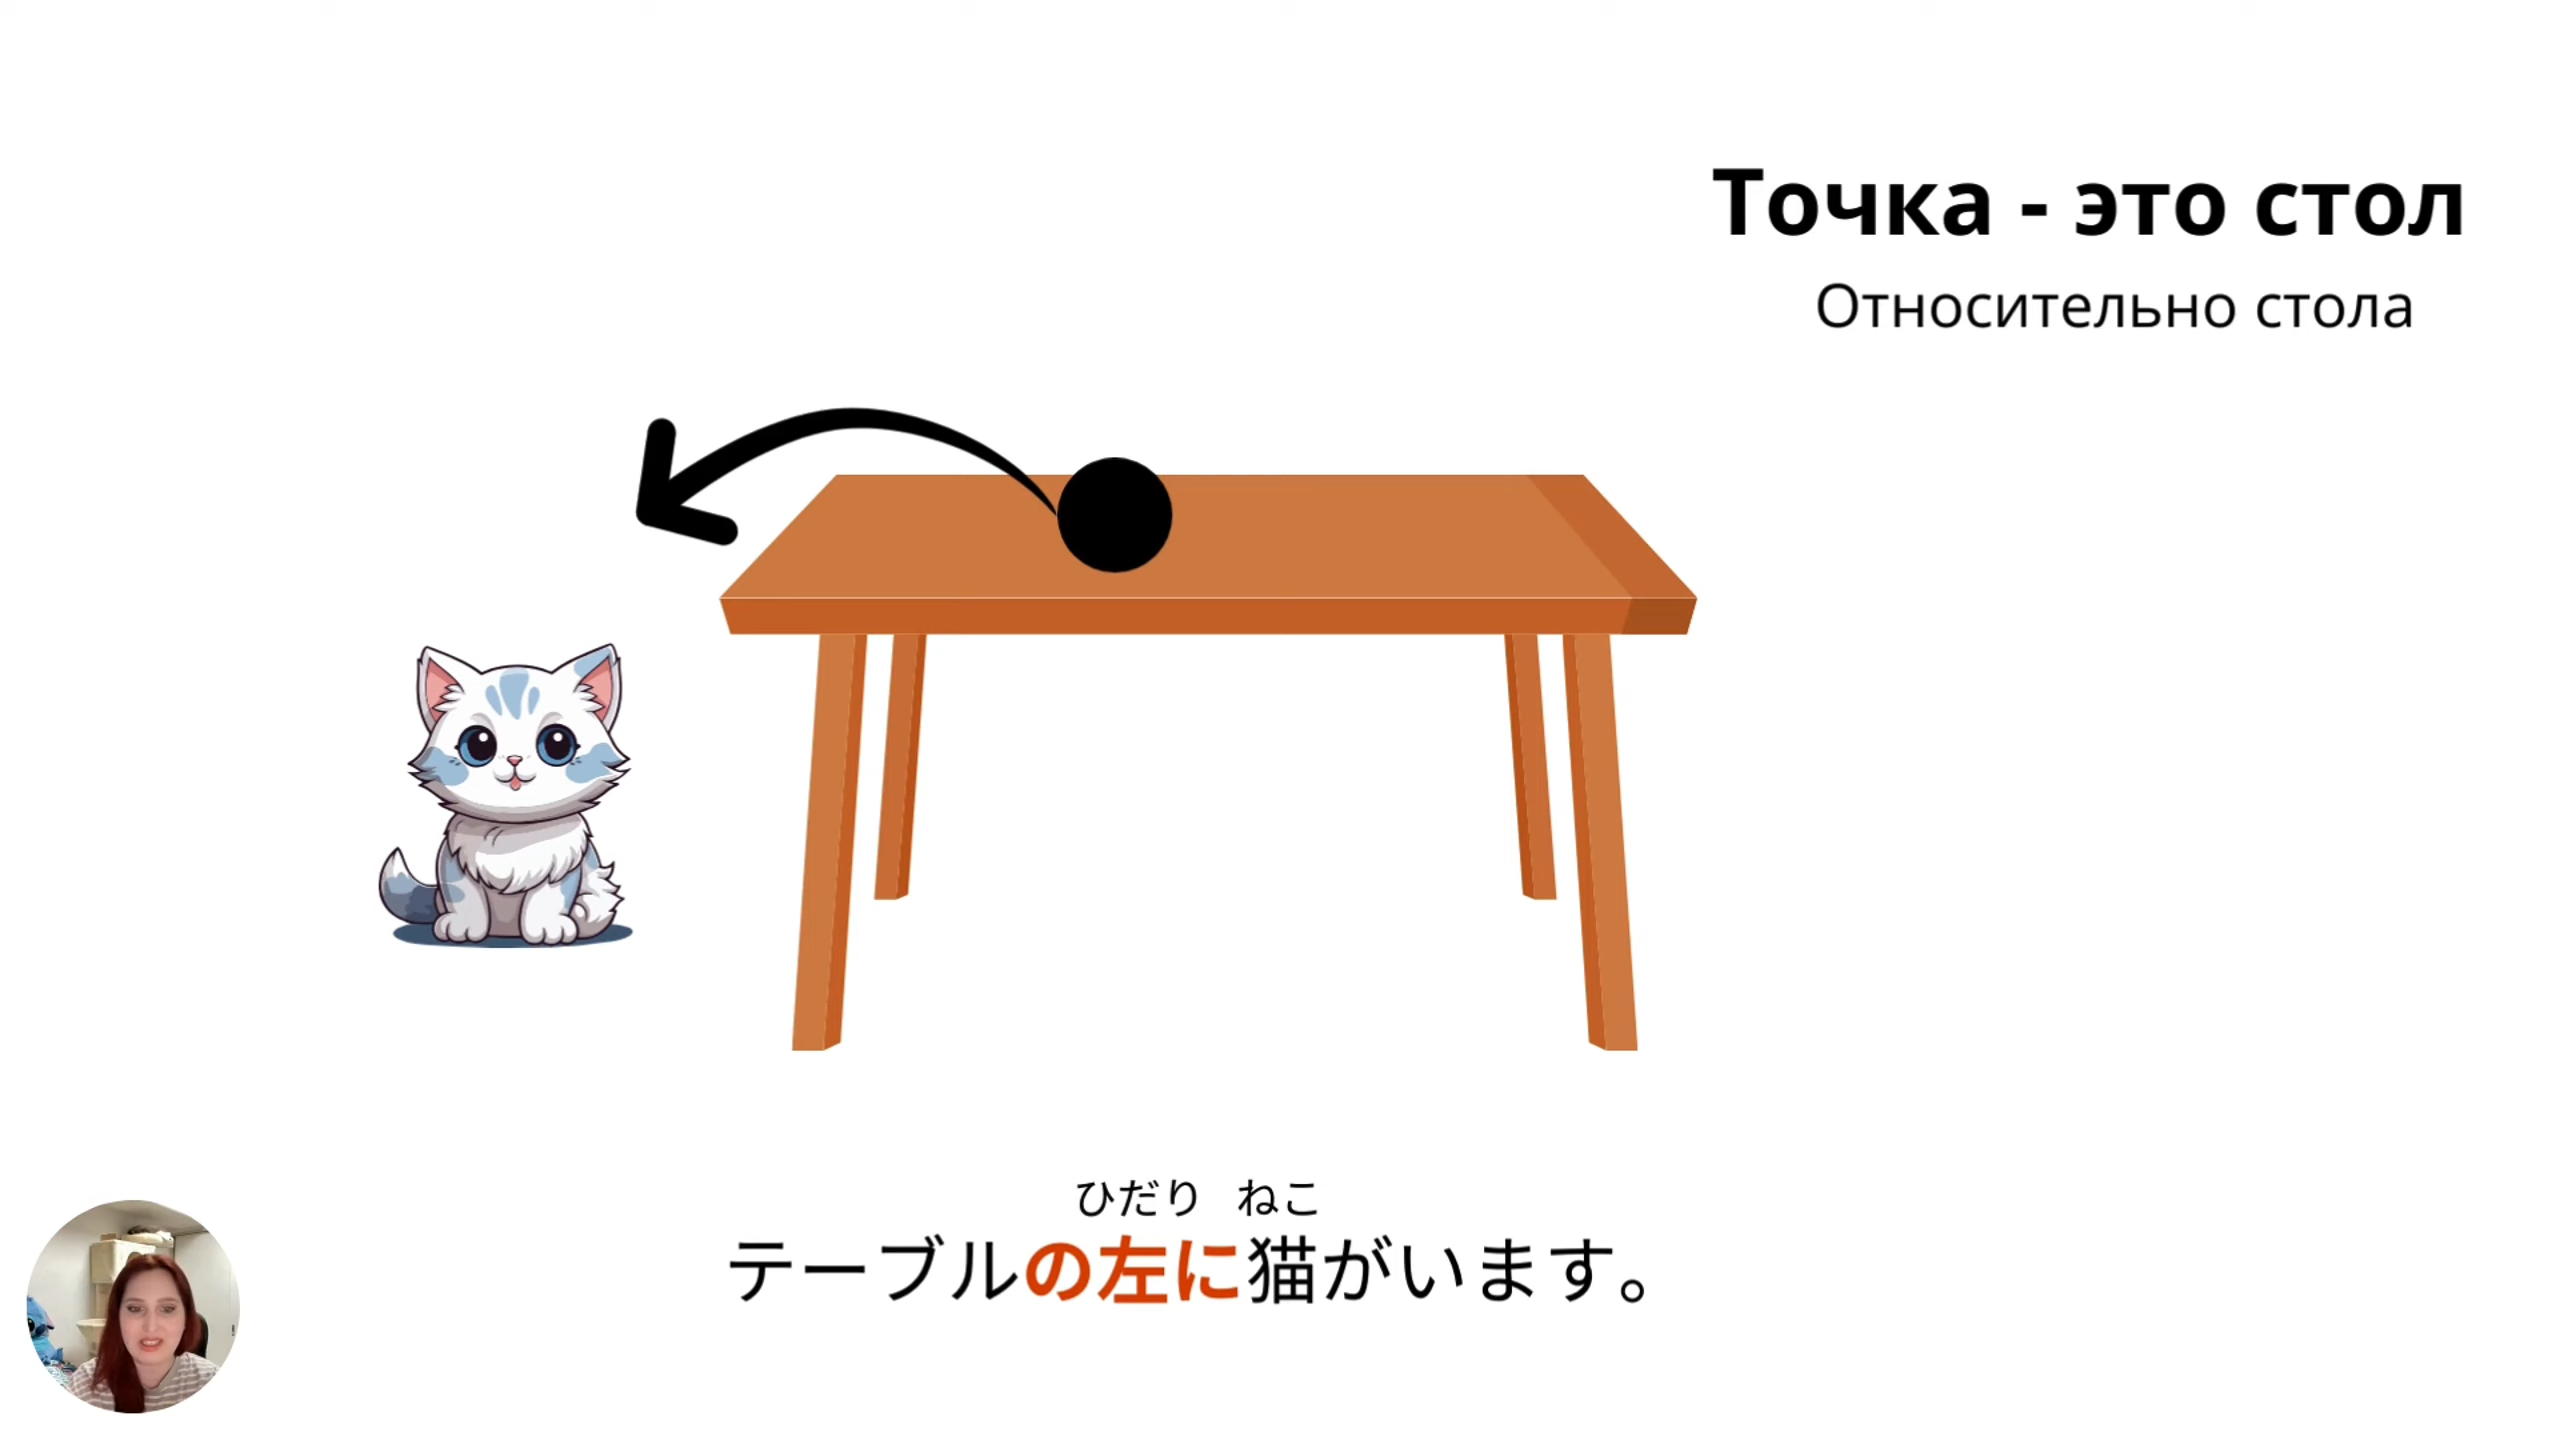 Точка - это стол
Относительно стола
ひだり ねこ
テーブルの左に猫がいます。